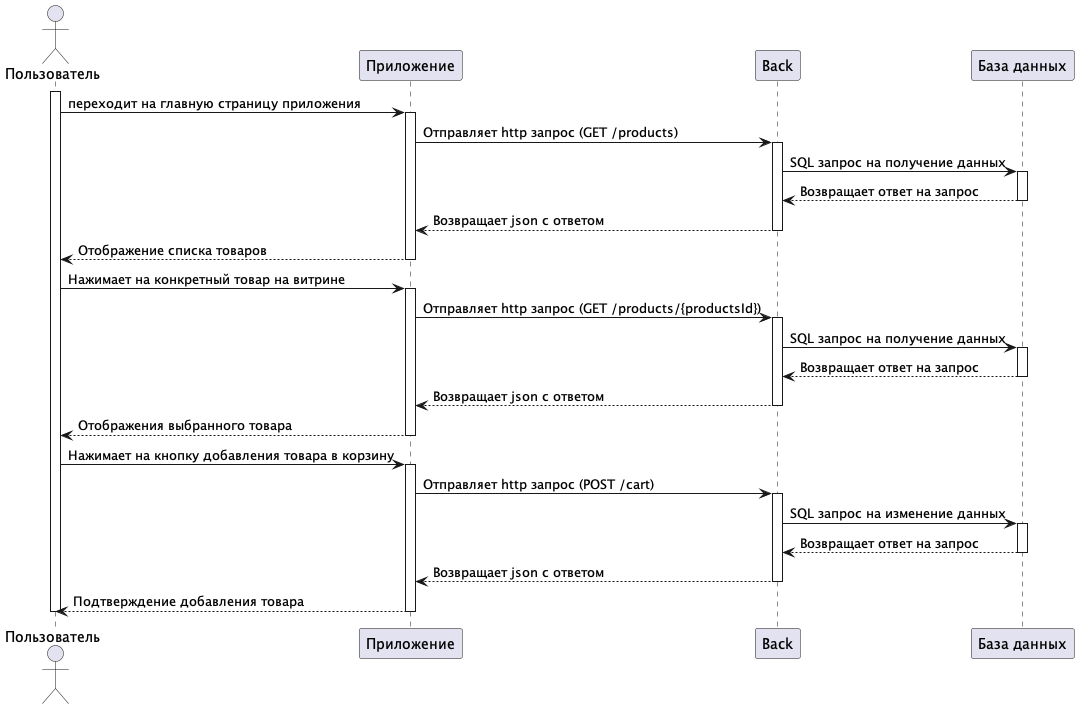 Пользователь
Приложение
Back
База данных
переходит на главную страницу приложения
Отправляет http запрос (GET /products)
SQL запрос на получение данных
Возвращает ответ на запрос
Возвращает json с ответом
Отображение списка товаров
Нажимает на конкретный товар на витрине
Отправляет http запрос (GET /products/{productsId})
SQL запрос на получение данных
Возвращает ответ на запрос
Возвращает json с ответом
Отображения выбранного товара
Нажимает на кнопку добавления товара в корзину
Отправляет http запрос (POST /cart)
SQL запрос на изменение данных
Возвращает ответ на запрос
Возвращает json с ответом
Подтверждение добавления товара
Пользователь
Приложение
Back
База данных